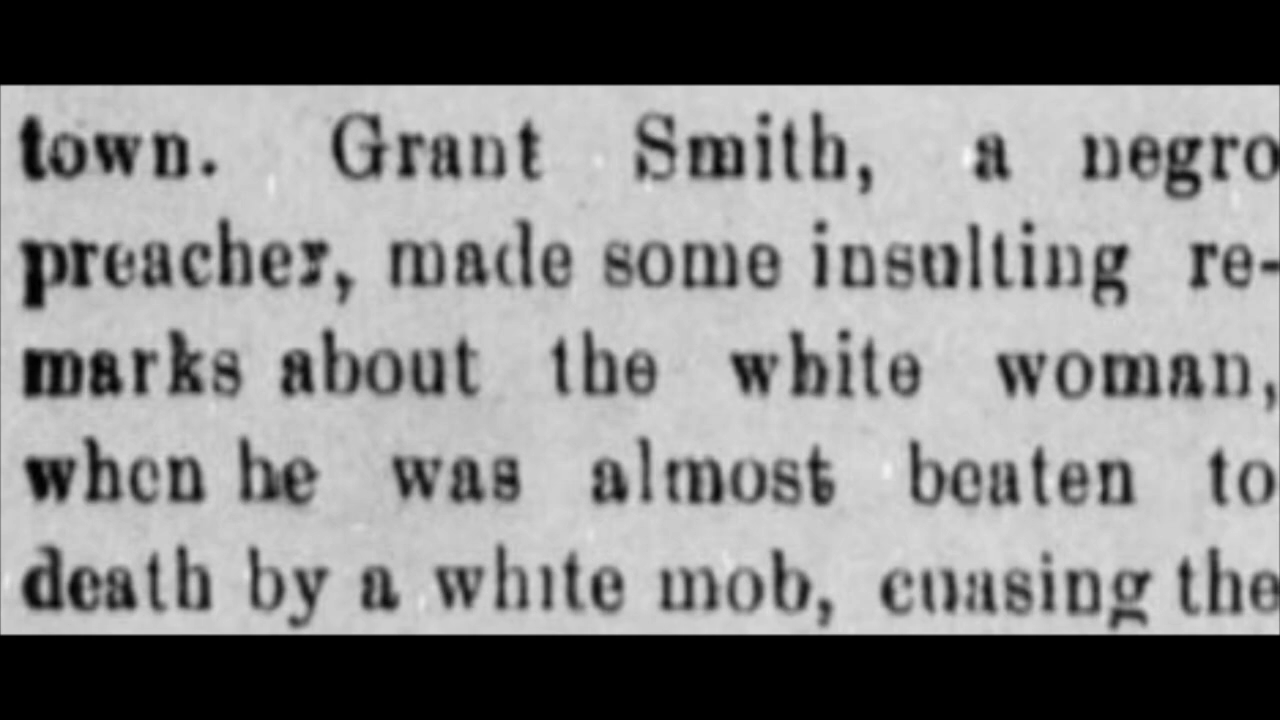 town. Grant Smith, a negro
preacher, made some insulting re-
marks about the white woman,
when he was almost beaten to
death by a white mob, cuasing the